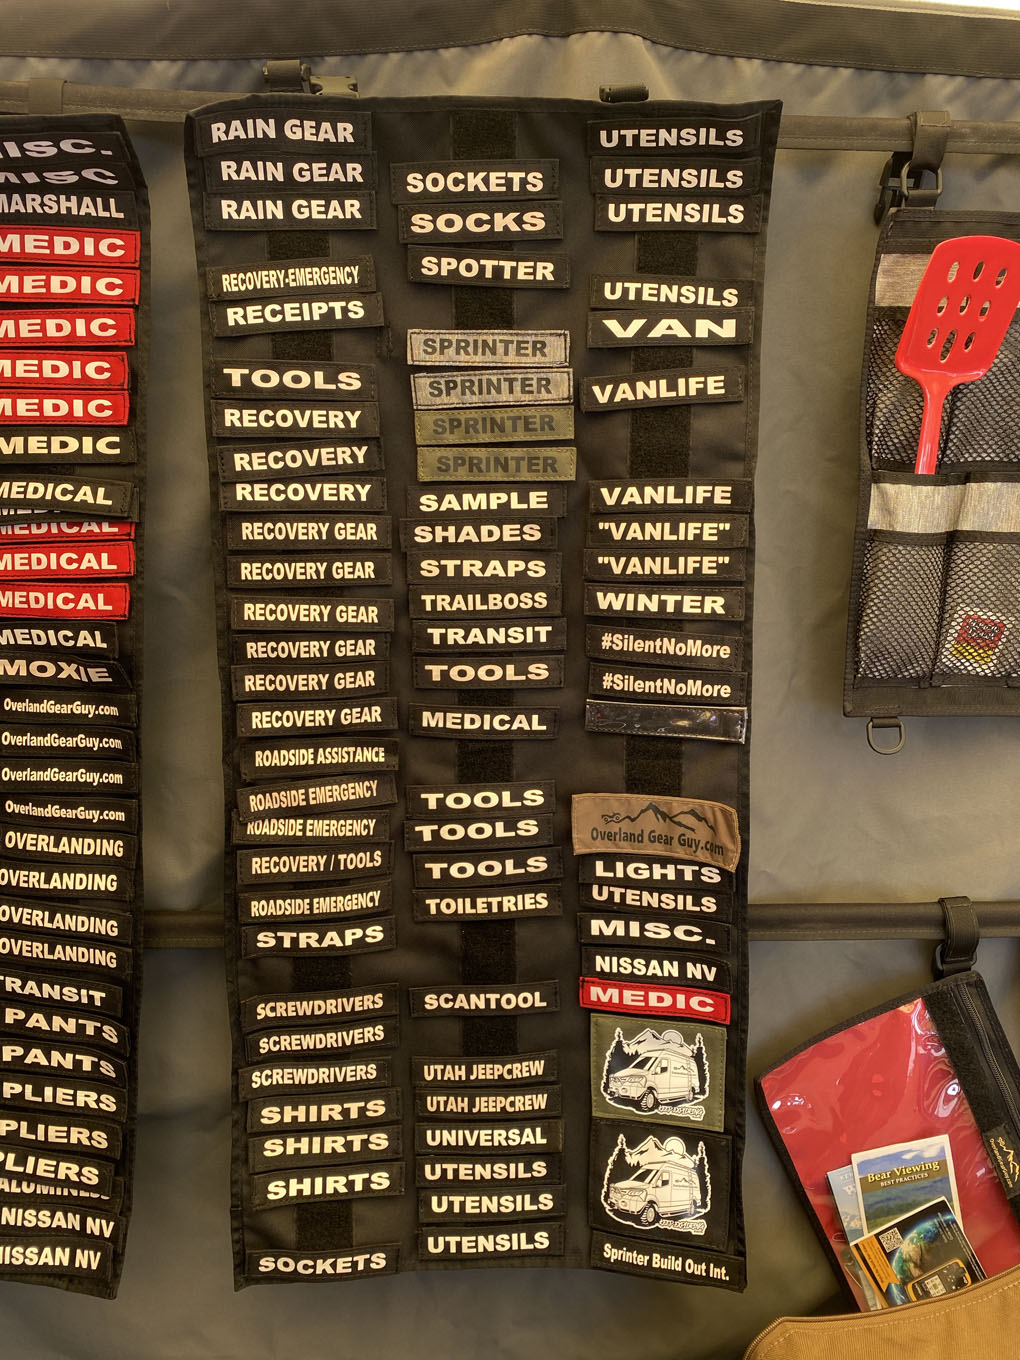 MISC.
MISC
MARSHALL
MEDIC
MEDIC
MEDIC
MEDIC
MEDIC
MEDIC
MEDICAL
MEDICAL
MEDICAL
MEDICAL
MEDICAL
MOXIE
OverlandGearGuy.com
OverlandGearGuy.com
OverlandGearGuy.com
OverlandGearGuy.com
OVERLANDING
OVERLANDING
OVERLANDING
OVERLANDING
TRANSIT
PANTS
PANTS
PLIERS
PLIERS
PLIERS
NISSAN NV
NISSAN NV
RAIN GEAR
RAIN GEAR
RAIN GEAR
RECOVERY-EMERGENCY
RECEIPTS
TOOLS
RECOVERY
RECOVERY
RECOVERY
RECOVERY GEAR
RECOVERY GEAR
RECOVERY GEAR
RECOVERY GEAR
RECOVERY GEAR
RECOVERY GEAR
ROADSIDE ASSISTANCE
ROADSIDE EMERGENCY
ROADSIDE EMERGENCY
RECOVERY / TOOLS
ROADSIDE EMERGENCY
STRAPS
SCREWDRIVERS
SCREWDRIVERS
SCREWDRIVERS
SHIRTS
SHIRTS
SHIRTS
SOCKETS
SOCKETS
SOCKS
SPOTTER
SPRINTER
SPRINTER
SPRINTER
SPRINTER
SAMPLE
SHADES
STRAPS
TRAILBOSS
TRANSIT
TOOLS
MEDICAL
TOOLS
TOOLS
TOOLS
TOILETRIES
SCANTOOL
UTAH JEEPCREW
UTAH JEEPCREW
UNIVERSAL
UTENSILS
UTENSILS
UTENSILS
UTENSILS
UTENSILS
UTENSILS
UTENSILS
VAN
VANLIFE
VANLIFE
"VANLIFE"
"VANLIFE"
WINTER
#SilentNoMore
#SilentNoMore
Overland Gear Guy.com
LIGHTS
UTENSILS
MISC.
NISSAN NV
MEDIC
KEEP EXPLORING
KEEP EXPLORING
Sprinter Build Out Int.
Bear Viewing
BEST PRACTICES